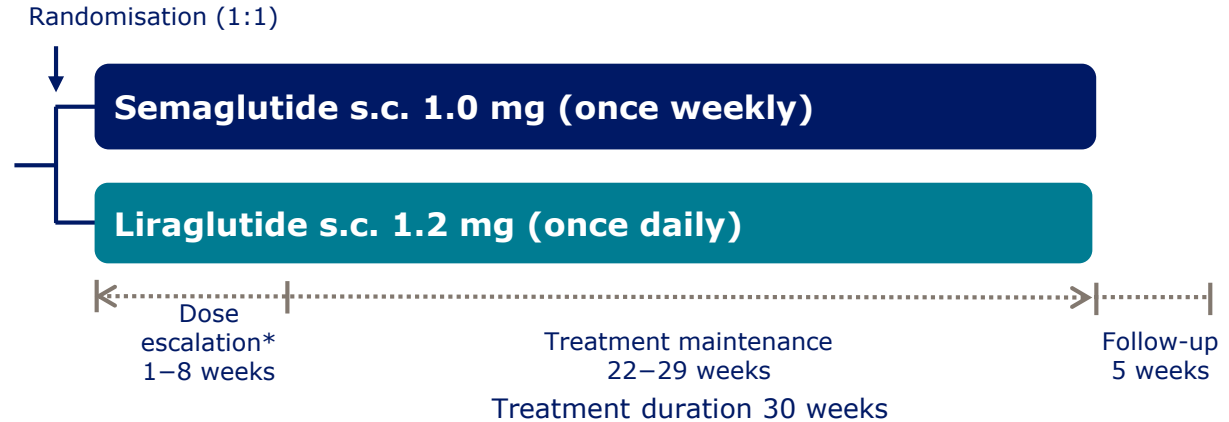 Randomisation (1:1)
Semaglutide s.c. 1.0 mg (once weekly)
Liraglutide s.c. 1.2 mg (once daily)
Dose
escalation*
1−8 weeks
Treatment maintenance
22−29 weeks
Follow-up
5 weeks
Treatment duration 30 weeks